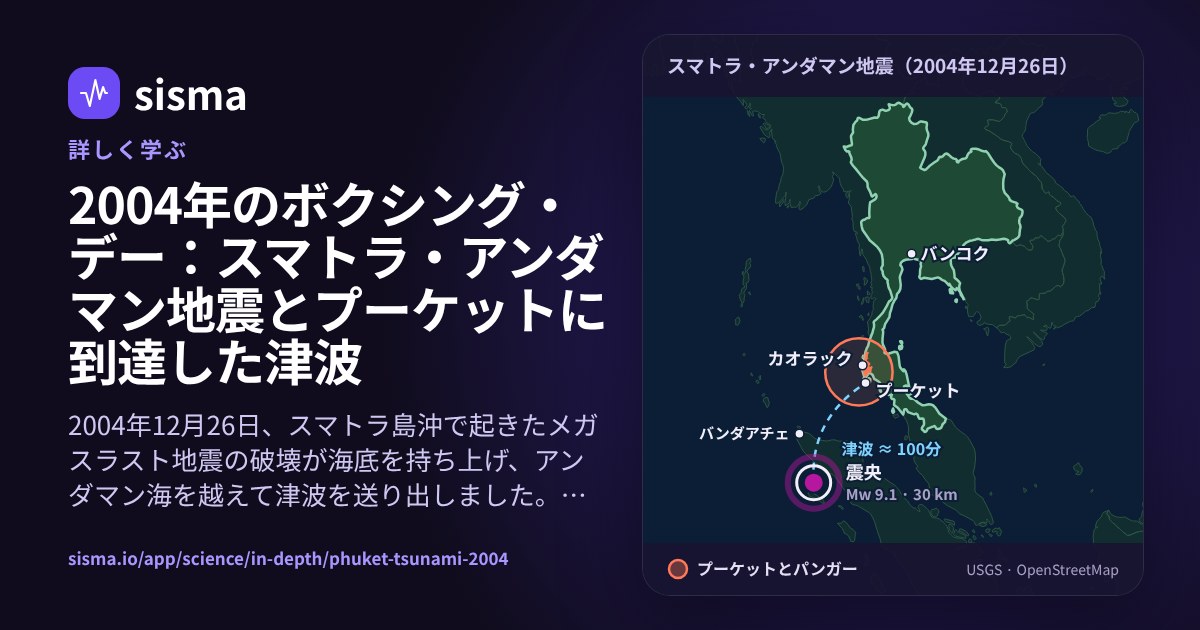 sisma
詳しく学ぶ
2004年のボクシング・
デー：スマトラ・アンダ
マン地震とプーケットに
到達した津波
2004年12月26日、スマトラ島沖で起きたメガ
スラスト地震の破壊が海底を持ち上げ、アン
ダマン海を越えて津波を送り出しました。…
sisma.io/app/science/in-depth/phuket-tsunami-2004
スマトラ・アンダマン地震（2004年12月26日）
バンコク
カオラック
プーケット
バンダアチェ
津波 ≈ 100分
震央
Mw 9.1 · 30 km
プーケットとパンガー
USGS · OpenStreetMap